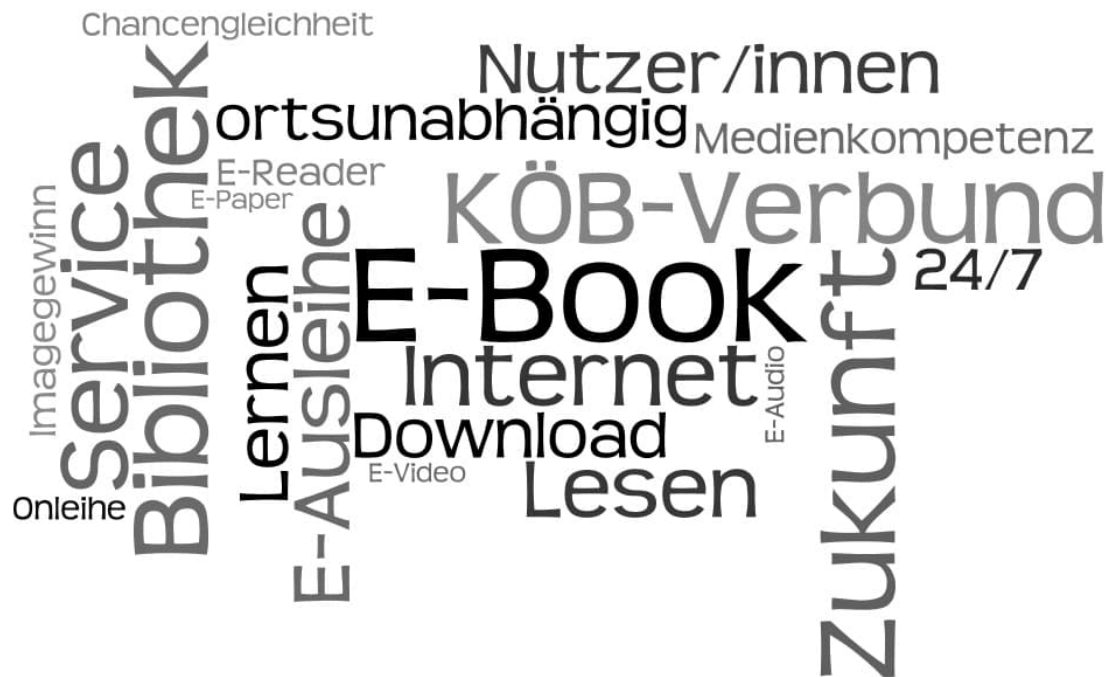 Chancengleichheit
Nutzer/innen
Bibliothek
ortsunabhängig
Medienkompetenz
Service
E-Reader
KÖB-Verbund
E-Paper
Imagegewinn
E-Ausleihe
E-Book
24/7
Zukunft
Lernen
Internet
E-Audio
Download
E-Video
Lesen
Onleihe